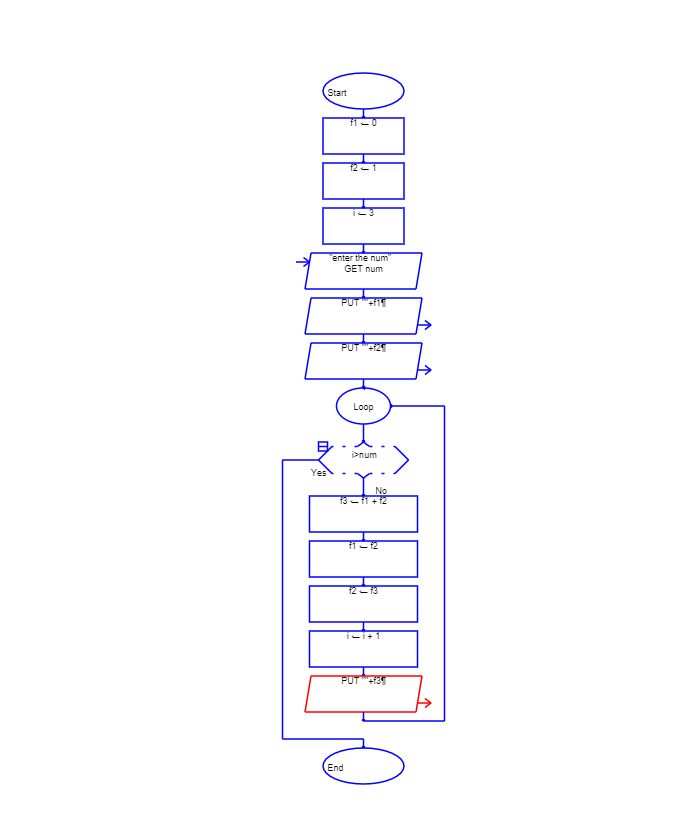 Start
f1 ← 0
f2 ← 1
i ← 3
"enter the num"
GET num
PUT ""+f1¶
PUT ""+f2¶
Loop
i>num
Yes
No
f3 ← f1 + f2
f1 ← f2
f2 ← f3
i ← i + 1
PUT ""+f3¶
End